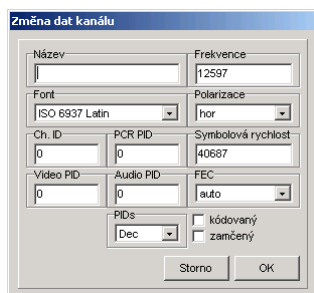 Změna dat kanálu
Název
Frekvence
12597
Font
Polarizace
ISO 6937 Latin
hor
Ch. ID
PCR PID
Symbolová rychlost
0
0
40687
Video PID
Audio PID
FEC
0
0
auto
PIDs
kódovaný
Dec
zamčený
Storno
OK